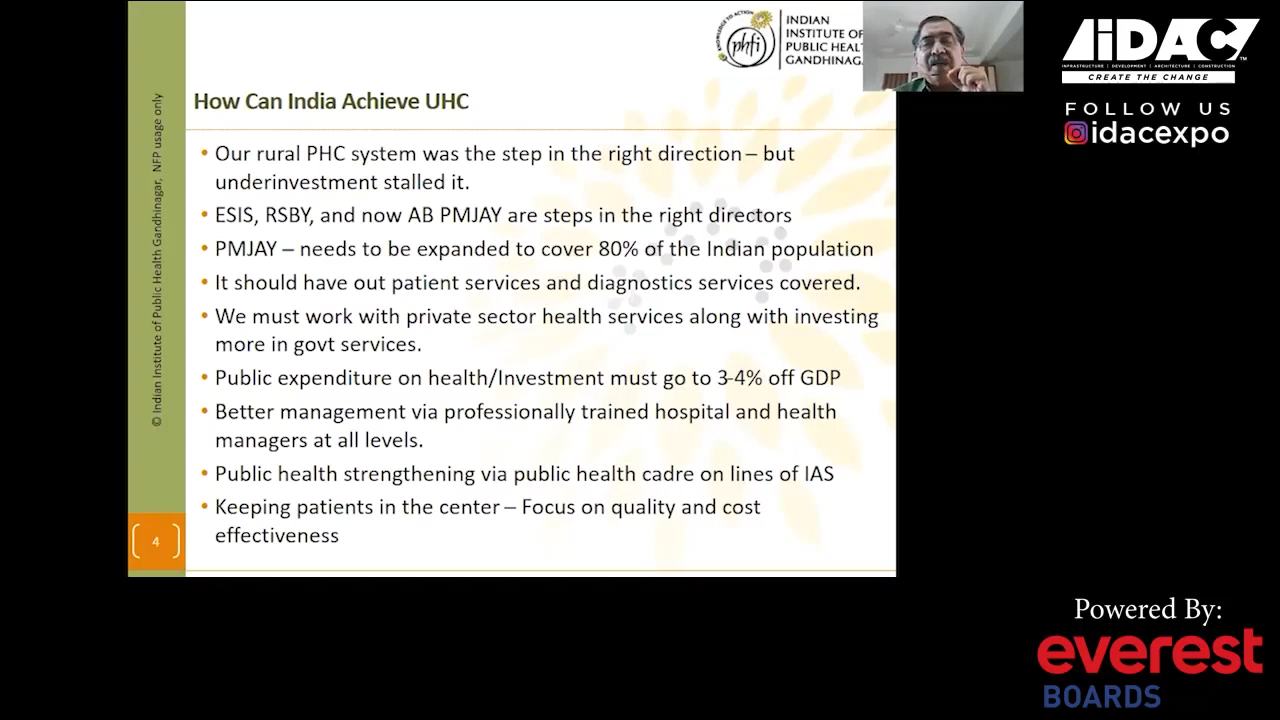 KNOWLEDGE TO ACTION
phfi
INDIAN
INSTITUTE OF
PUBLIC HEALT
GANDHINAGA
AIDAC
INFRASTRUCTURE | DEVELOPMENT | ARCHITECTURE | CONSTRUCTION
CREATE THE CHANGE
FOLLOW US
idacexpo
How Can India Achieve UHC
• Our rural PHC system was the step in the right direction – but
underinvestment stalled it.
• ESIS, RSBY, and now AB PMJAY are steps in the right directors
• PMJAY – needs to be expanded to cover 80% of the Indian population
• It should have out patient services and diagnostics services covered.
• We must work with private sector health services along with investing
more in govt services.
• Public expenditure on health/Investment must go to 3-4% off GDP
• Better management via professionally trained hospital and health
managers at all levels.
• Public health strengthening via public health cadre on lines of IAS
• Keeping patients in the center – Focus on quality and cost
effectiveness
© Indian Institute of Public Health Gandhinagar, NFP usage only
4
Powered By:
everest
BOARDS